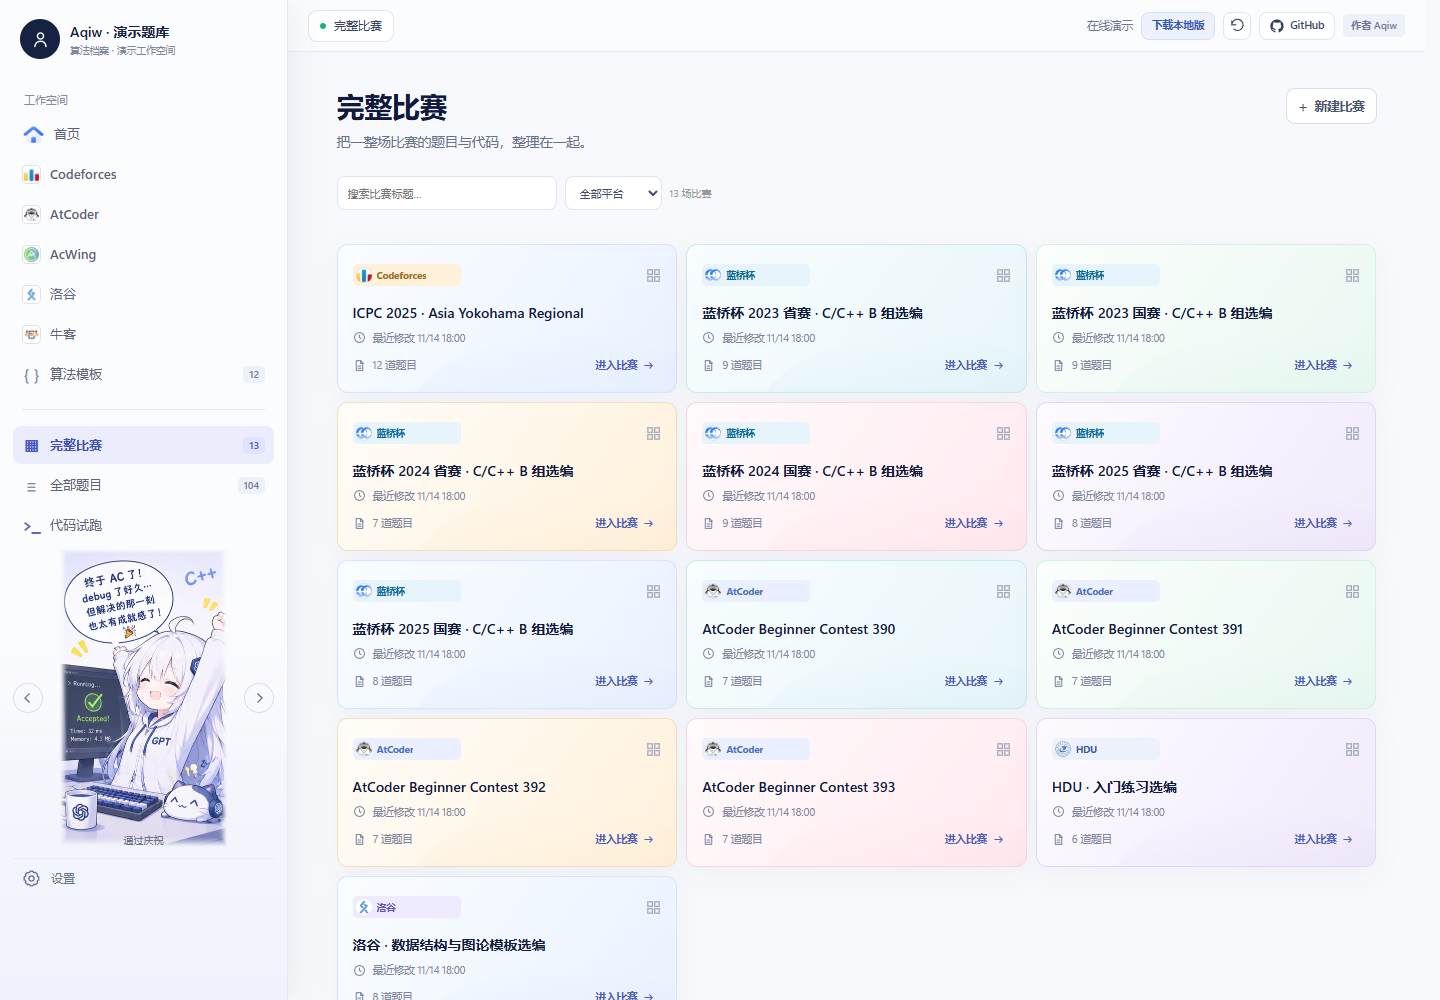 Aqiw · 演示题库
算法档案 · 演示工作空间
工作空间
首页
Codeforces
AtCoder
AcWing
洛谷
牛客
{ } 算法模板 12
完整比赛 13
全部题目 104
>_ 代码试跑
终于 AC 了!
debug 了好久...
但解决的那一刻
也太有成就感了!
C++
> Running...
Accepted!
Time: 32 ms
Memory: 4.1 MB
GPT
通过庆祝
设置
完整比赛
在线演示 下载本地版 GitHub 作者 Aqiw
完整比赛
+ 新建比赛
把一整场比赛的题目与代码，整理在一起。
搜索比赛标题... 全部平台 13 场比赛
Codeforces
ICPC 2025 · Asia Yokohama Regional
最近修改 11/14 18:00
12 道题目 进入比赛 →
蓝桥杯
蓝桥杯 2023 省赛 · C/C++ B 组选编
最近修改 11/14 18:00
9 道题目 进入比赛 →
蓝桥杯
蓝桥杯 2023 国赛 · C/C++ B 组选编
最近修改 11/14 18:00
9 道题目 进入比赛 →
蓝桥杯
蓝桥杯 2024 省赛 · C/C++ B 组选编
最近修改 11/14 18:00
7 道题目 进入比赛 →
蓝桥杯
蓝桥杯 2024 国赛 · C/C++ B 组选编
最近修改 11/14 18:00
9 道题目 进入比赛 →
蓝桥杯
蓝桥杯 2025 省赛 · C/C++ B 组选编
最近修改 11/14 18:00
8 道题目 进入比赛 →
蓝桥杯
蓝桥杯 2025 国赛 · C/C++ B 组选编
最近修改 11/14 18:00
8 道题目 进入比赛 →
AtCoder
AtCoder Beginner Contest 390
最近修改 11/14 18:00
7 道题目 进入比赛 →
AtCoder
AtCoder Beginner Contest 391
最近修改 11/14 18:00
7 道题目 进入比赛 →
AtCoder
AtCoder Beginner Contest 392
最近修改 11/14 18:00
7 道题目 进入比赛 →
AtCoder
AtCoder Beginner Contest 393
最近修改 11/14 18:00
7 道题目 进入比赛 →
HDU
HDU · 入门练习选编
最近修改 11/14 18:00
6 道题目 进入比赛 →
洛谷
洛谷 · 数据结构与图论模板选编
最近修改 11/14 18:00
8 道题目 进入比赛 →